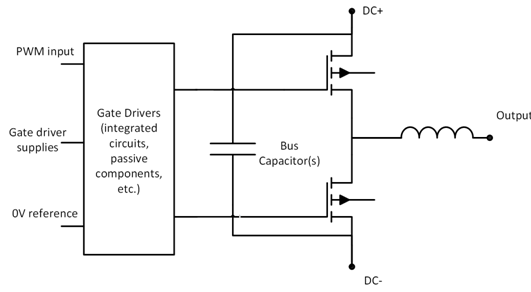 DC+
PWM input
Gate driver
supplies
0V reference
Gate Drivers
(integrated
circuits,
passive
components,
etc.)
Bus
Capacitor(s)
Output
DC-